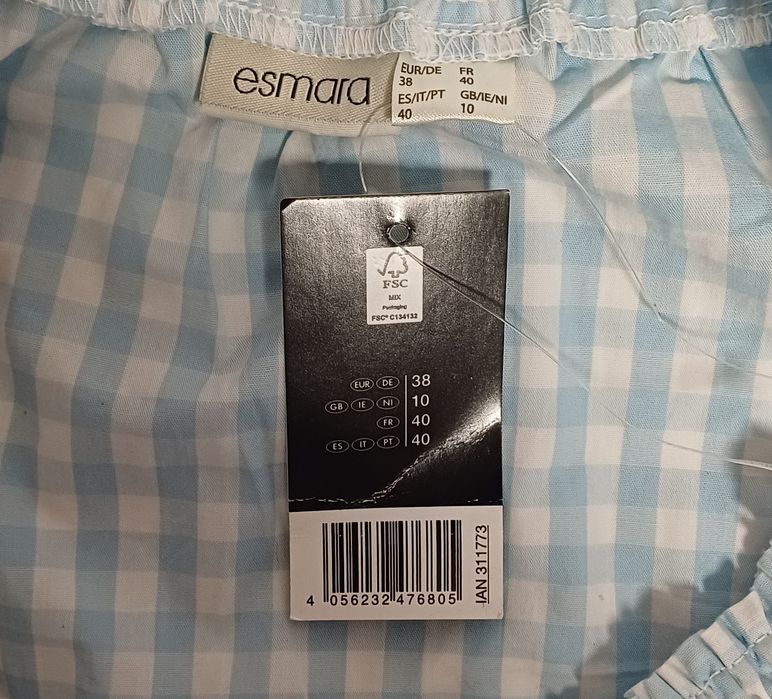 esmara
EUR/DE FR
38 40
ES/IT/PT GB/IE/NI
40 10
FSC
MIX
Packaging
FSC® C134132
EUR DE 38
GB IE NI 10
FR 40
ES IT PT 40
4 056232 476805
IAN 311773